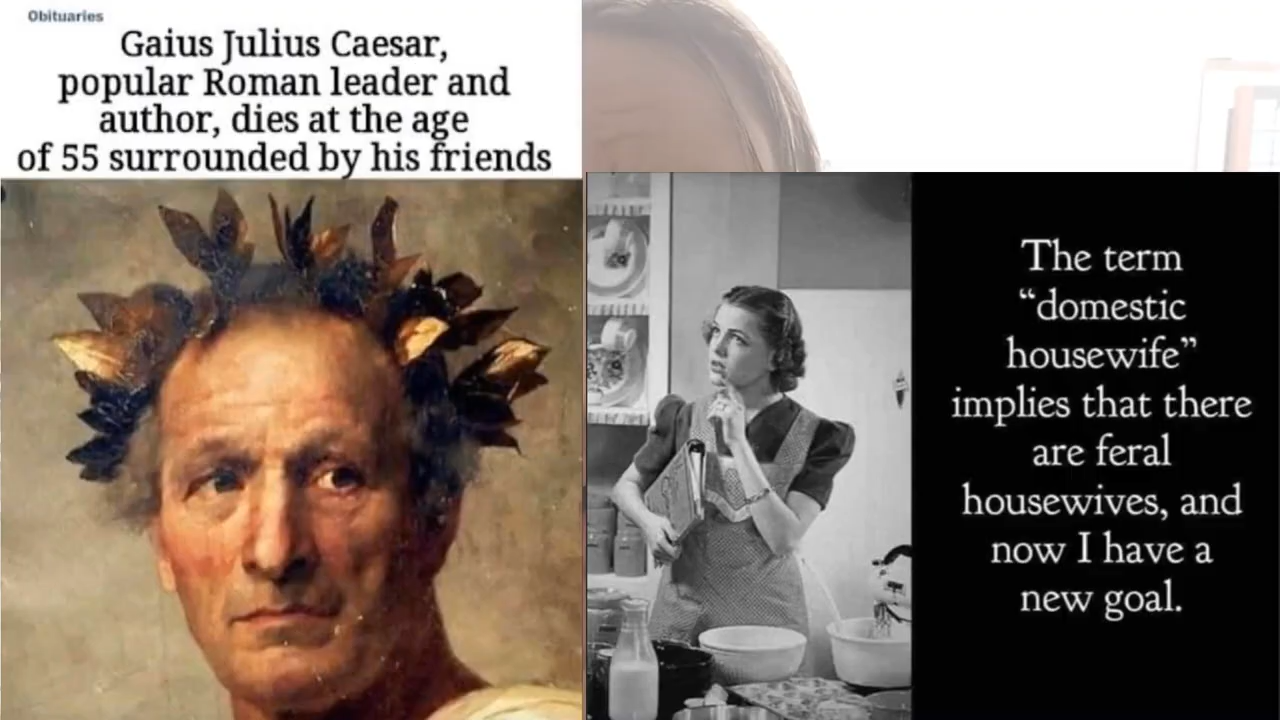 Obituaries
Gaius Julius Caesar,
popular Roman leader and
author, dies at the age
of 55 surrounded by his friends
The term
“domestic
housewife”
implies that there
are feral
housewives, and
now I have a
new goal.